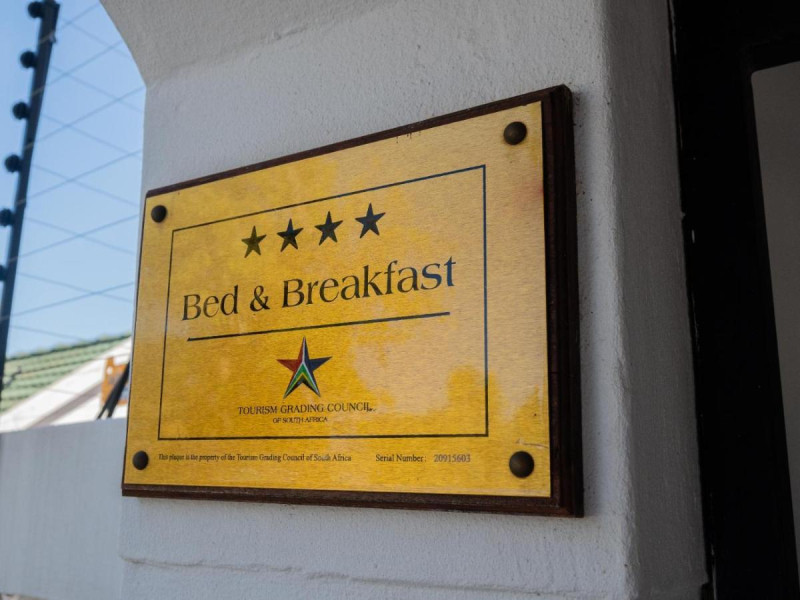 Bed & Breakfast
TOURISM GRADING COUNCIL
OF SOUTH AFRICA
This plaque is the property of the Tourism Grading Council of South Africa Serial Number. 20915603